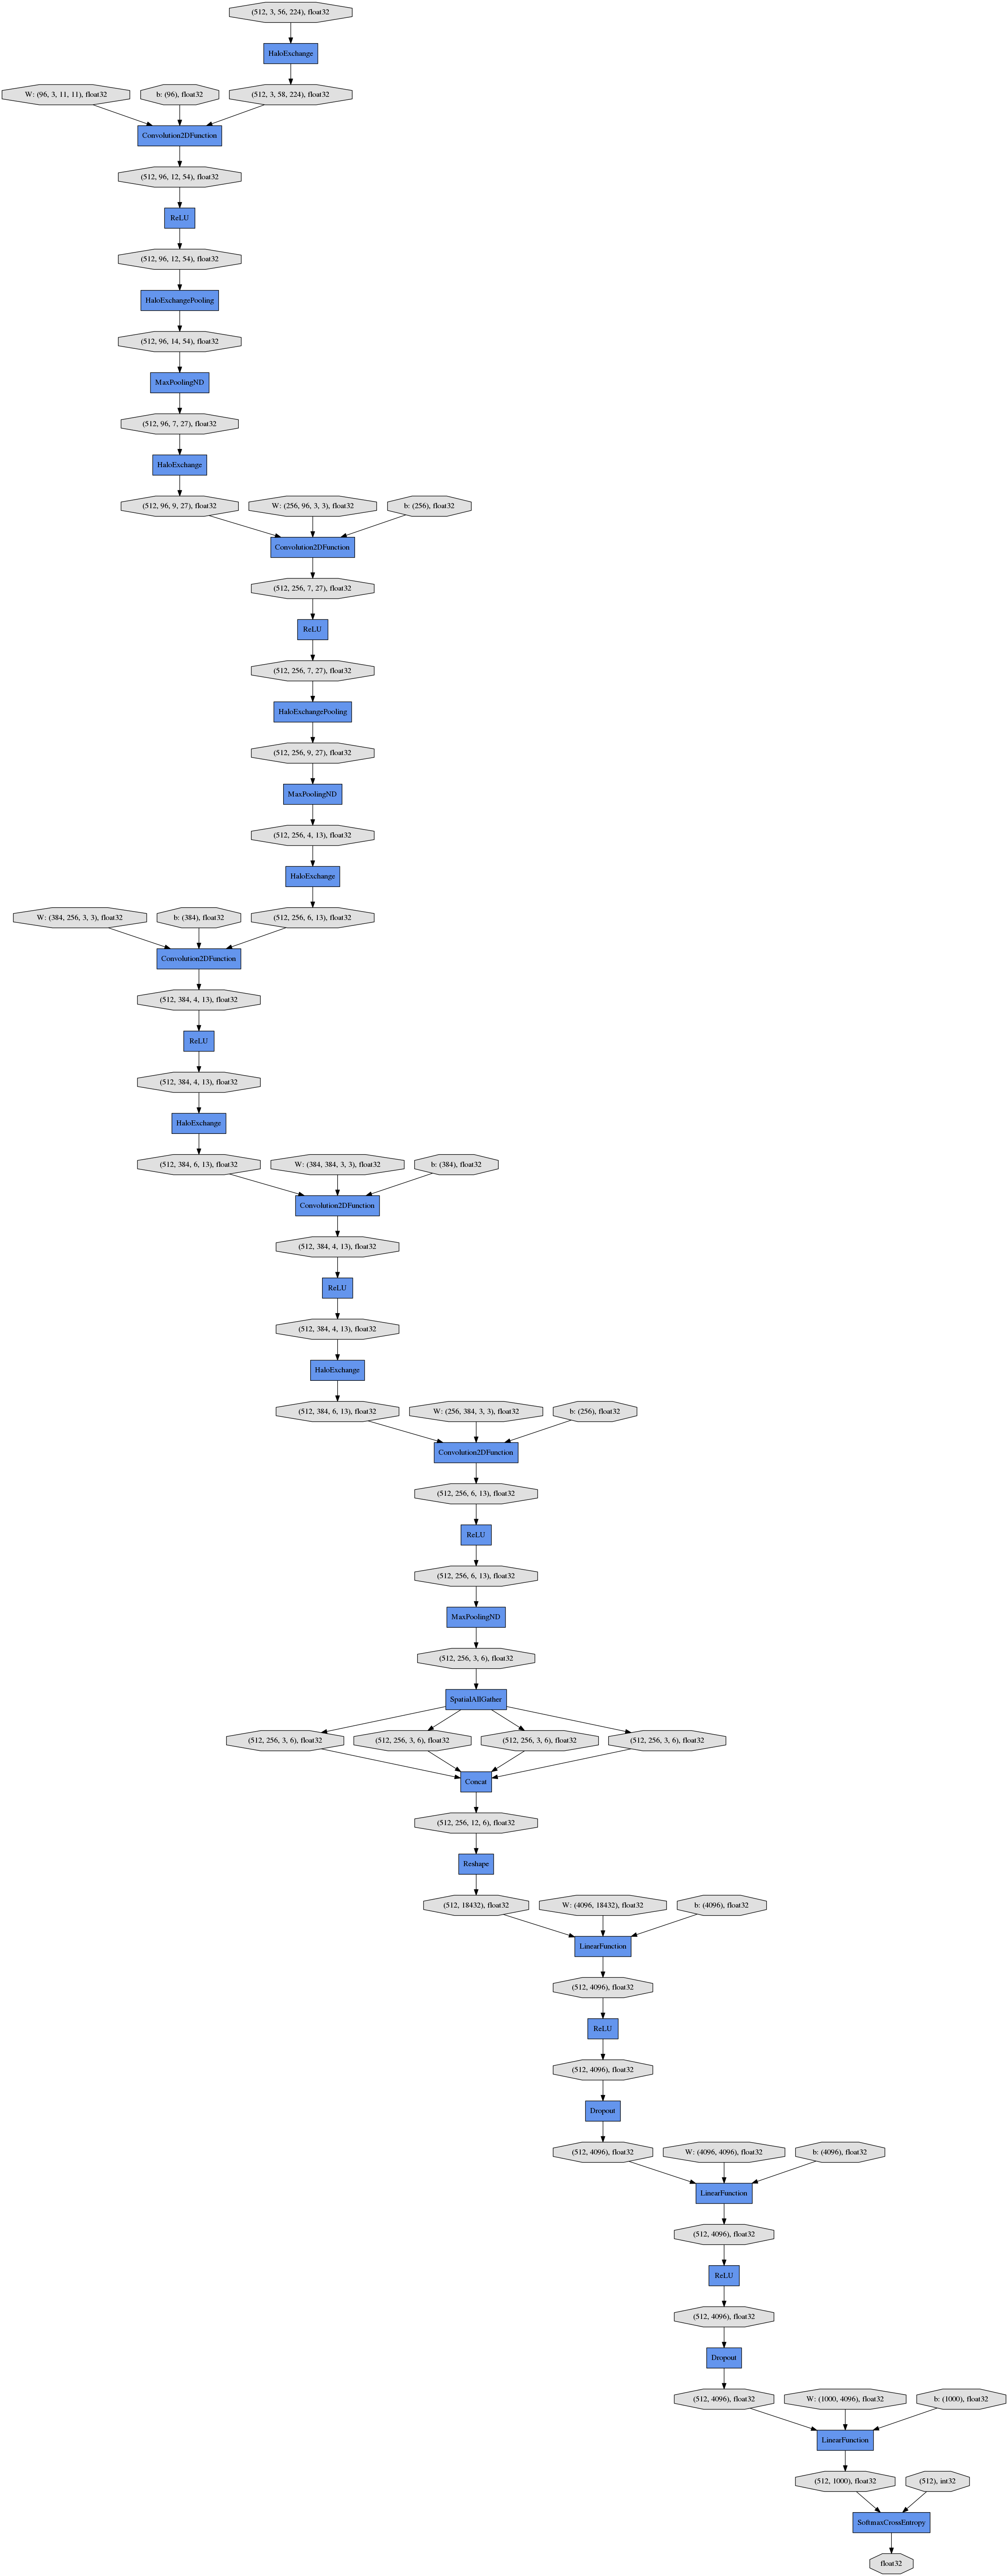 (512, 3, 56, 224), float32
HaloExchange
W: (96, 3, 11, 11), float32
b: (96), float32
(512, 3, 58, 224), float32
Convolution2DFunction
(512, 96, 12, 54), float32
ReLU
(512, 96, 12, 54), float32
HaloExchangePooling
(512, 96, 14, 54), float32
MaxPoolingND
(512, 96, 7, 27), float32
HaloExchange
(512, 96, 9, 27), float32
W: (256, 96, 3, 3), float32
b: (256), float32
Convolution2DFunction
(512, 256, 7, 27), float32
ReLU
(512, 256, 7, 27), float32
HaloExchangePooling
(512, 256, 9, 27), float32
MaxPoolingND
(512, 256, 4, 13), float32
HaloExchange
W: (384, 256, 3, 3), float32
b: (384), float32
(512, 256, 6, 13), float32
Convolution2DFunction
(512, 384, 4, 13), float32
ReLU
(512, 384, 4, 13), float32
HaloExchange
(512, 384, 6, 13), float32
W: (384, 384, 3, 3), float32
b: (384), float32
Convolution2DFunction
(512, 384, 4, 13), float32
ReLU
(512, 384, 4, 13), float32
HaloExchange
(512, 384, 6, 13), float32
W: (256, 384, 3, 3), float32
b: (256), float32
Convolution2DFunction
(512, 256, 6, 13), float32
ReLU
(512, 256, 6, 13), float32
MaxPoolingND
(512, 256, 3, 6), float32
SpatialAllGather
(512, 256, 3, 6), float32
(512, 256, 3, 6), float32
(512, 256, 3, 6), float32
(512, 256, 3, 6), float32
Concat
(512, 256, 12, 6), float32
Reshape
(512, 18432), float32
W: (4096, 18432), float32
b: (4096), float32
LinearFunction
(512, 4096), float32
ReLU
(512, 4096), float32
Dropout
(512, 4096), float32
W: (4096, 4096), float32
b: (4096), float32
LinearFunction
(512, 4096), float32
ReLU
(512, 4096), float32
Dropout
(512, 4096), float32
W: (1000, 4096), float32
b: (1000), float32
LinearFunction
(512, 1000), float32
(512), int32
SoftmaxCrossEntropy
float32